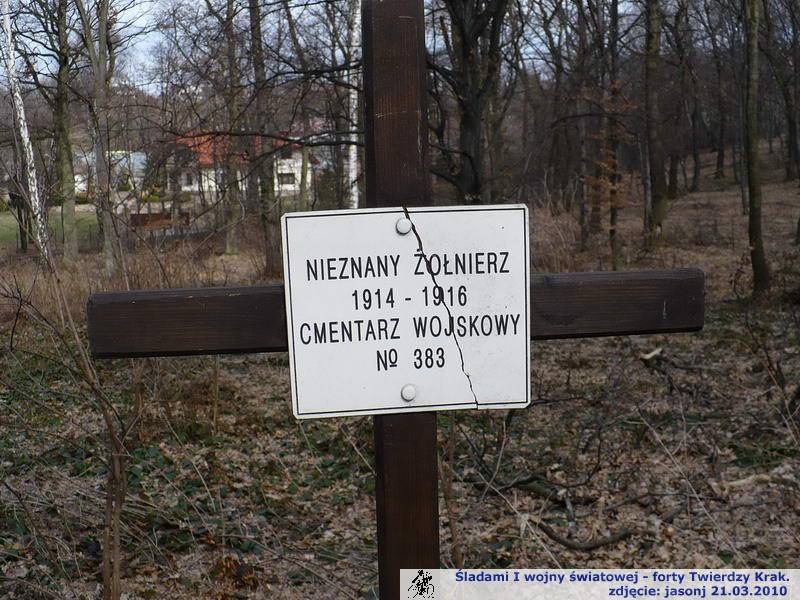 NIEZNANY ŻOŁNIERZ
1914 - 1916
CMENTARZ WOJSKOWY
№ 383
Śladami I wojny światowej - forty Twierdzy Krak.
zdjęcie: jasonj 21.03.2010